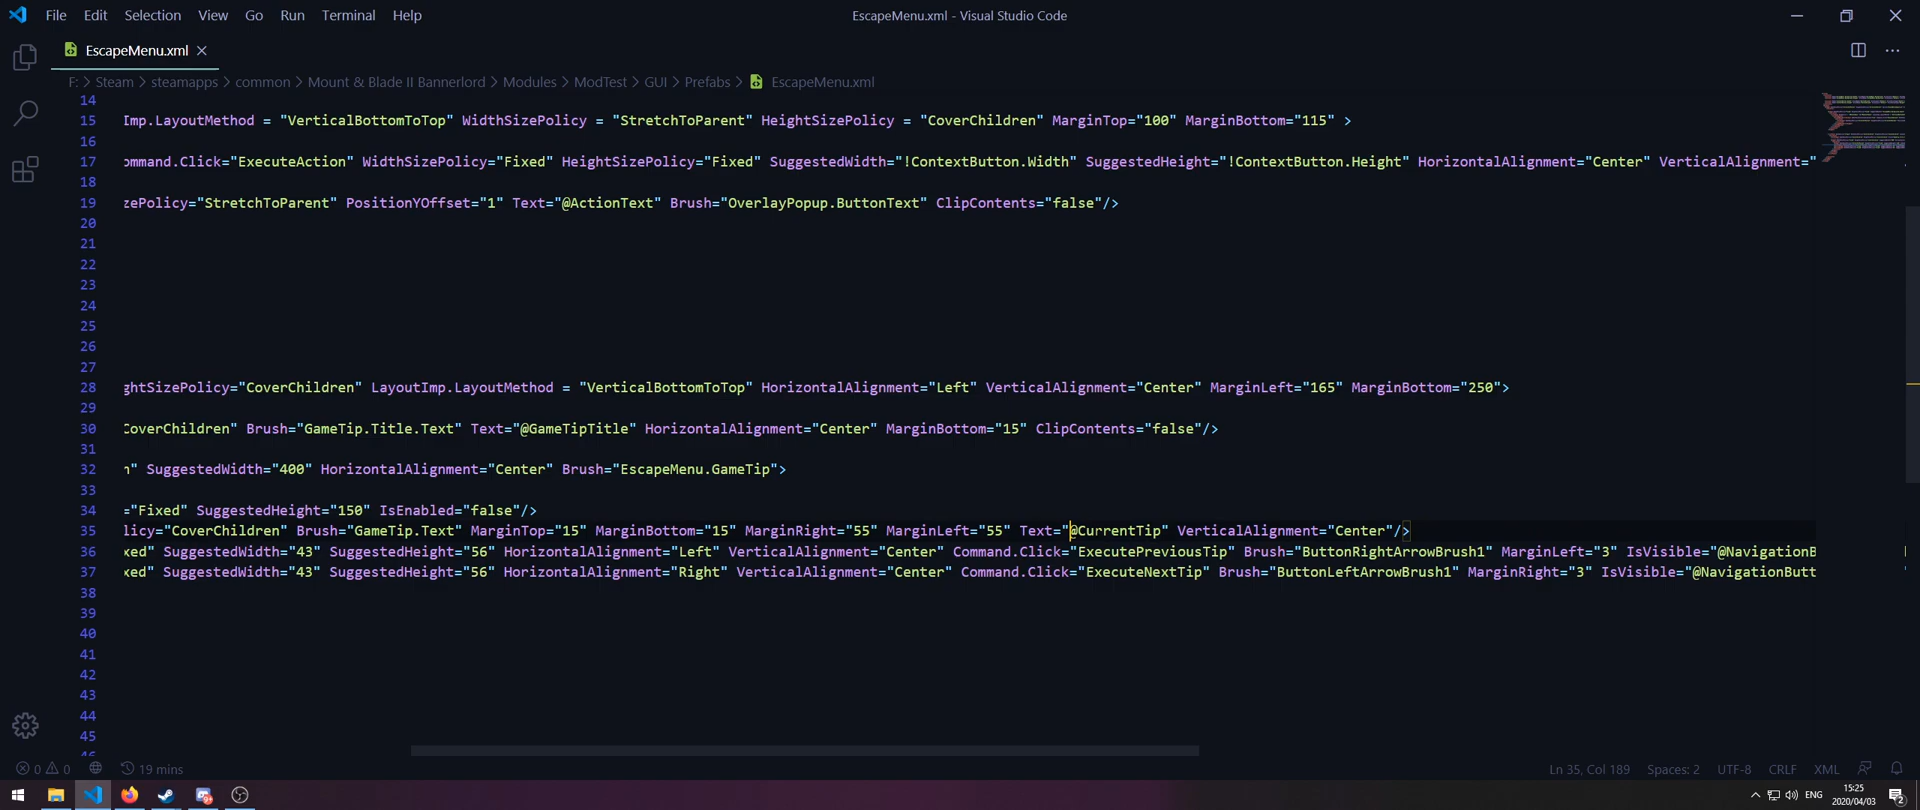 File Edit Selection View Go Run Terminal Help
EscapeMenu.xml - Visual Studio Code
EscapeMenu.xml
F: > Steam > steamapps > common > Mount & Blade II Bannerlord > Modules > ModTest > GUI > Prefabs > EscapeMenu.xml
14
15 Imp.LayoutMethod = "VerticalBottomToTop" WidthSizePolicy = "StretchToParent" HeightSizePolicy = "CoverChildren" MarginTop="100" MarginBottom="115" >
16
17 ommand.Click="ExecuteAction" WidthSizePolicy="Fixed" HeightSizePolicy="Fixed" SuggestedWidth="!ContextButton.Width" SuggestedHeight="!ContextButton.Height" HorizontalAlignment="Center" VerticalAlignment="
18
19 zePolicy="StretchToParent" PositionYOffset="1" Text="@ActionText" Brush="OverlayPopup.ButtonText" ClipContents="false"/>
20
21
22
23
24
25
26
27
28 ghtSizePolicy="CoverChildren" LayoutImp.LayoutMethod = "VerticalBottomToTop" HorizontalAlignment="Left" VerticalAlignment="Center" MarginLeft="165" MarginBottom="250">
29
30 CoverChildren" Brush="GameTip.Title.Text" Text="@GameTipTitle" HorizontalAlignment="Center" MarginBottom="15" ClipContents="false"/>
31
32 n" SuggestedWidth="400" HorizontalAlignment="Center" Brush="EscapeMenu.GameTip">
33
34 ="Fixed" SuggestedHeight="150" IsEnabled="false"/>
35 licy="CoverChildren" Brush="GameTip.Text" MarginTop="15" MarginBottom="15" MarginRight="55" MarginLeft="55" Text="@CurrentTip" VerticalAlignment="Center"/>
36 xed" SuggestedWidth="43" SuggestedHeight="56" HorizontalAlignment="Left" VerticalAlignment="Center" Command.Click="ExecutePreviousTip" Brush="ButtonRightArrowBrush1" MarginLeft="3" IsVisible="@NavigationB
37 xed" SuggestedWidth="43" SuggestedHeight="56" HorizontalAlignment="Right" VerticalAlignment="Center" Command.Click="ExecuteNextTip" Brush="ButtonLeftArrowBrush1" MarginRight="3" IsVisible="@NavigationButt
38
39
40
41
42
43
44
45
46
0 0 19 mins Ln 35, Col 189 Spaces: 2 UTF-8 CRLF XML
ENG 15:25
2020/04/03 2